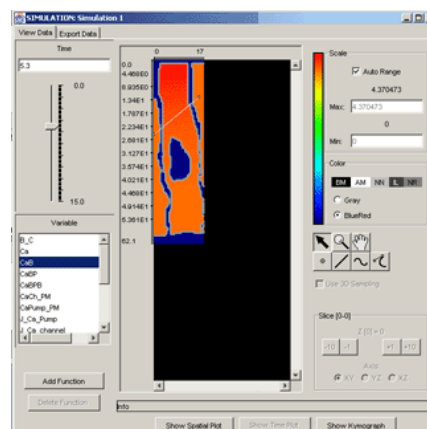 SIMULATION: Simulation 1
View Data Export Data
Time
5.3
0.0
15.0
Variable
B_C
Ca
CaB
CaBP
CaBPB
CaCh_PM
CaPump_PM
J_Ca_Pump
J_Ca_channel
Add Function
Delete Function
0 17
0.0
4.468E0
8.935E0
1.34E1
1.787E1
2.234E1
2.681E1
3.127E1
3.574E1
4.021E1
4.468E1
4.914E1
5.361E1
62.1
Info
Show Spatial Plot Show Time Plot Show Kymograph
Scale
Auto Range
4.370473
Max: 4.370473
0
Min: 0
Color
BM AM NN L NR
Gray
BlueRed
Use 3D Sampling
Slice [0-0]
Z [0] = 0
-10 -1 +1 +10
Axis
XY YZ XZ